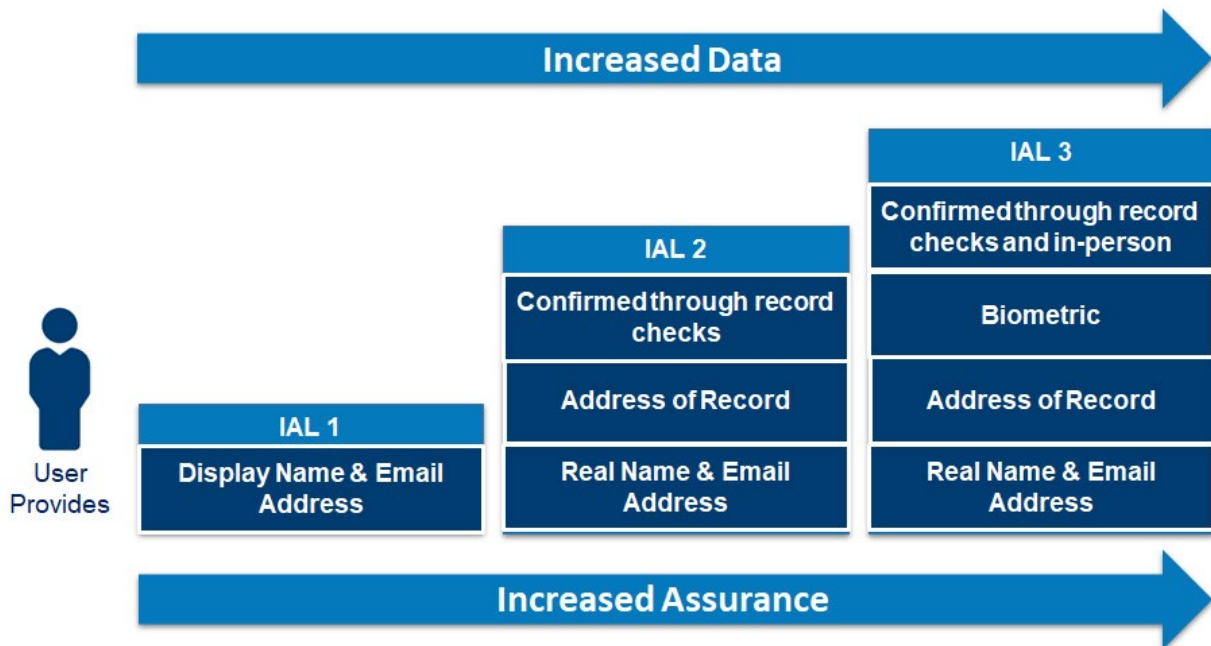 Increased Data
IAL 3
Confirmed through record
checks and in-person
Biometric
Address of Record
Real Name & Email
Address
IAL 2
Confirmed through record
checks
Address of Record
Real Name & Email
Address
IAL 1
Display Name & Email
Address
User
Provides
Increased Assurance